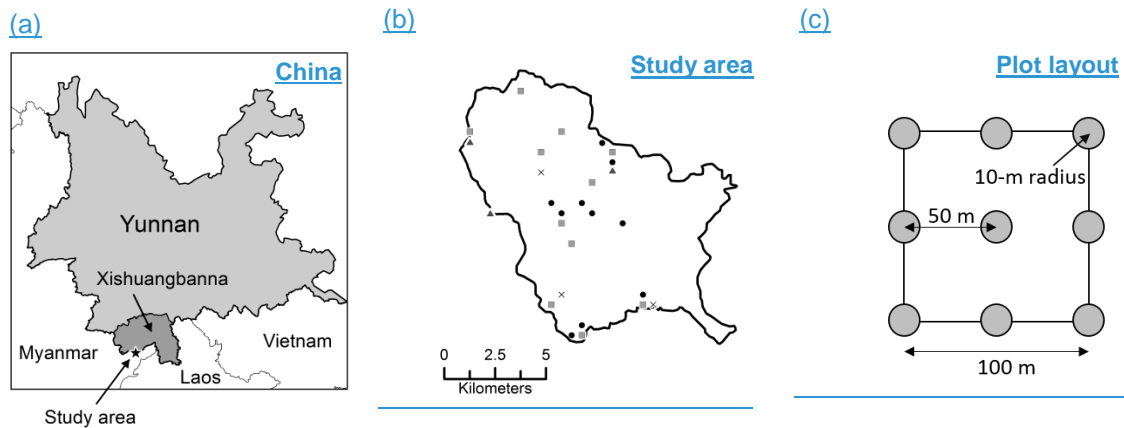 (a)
China
Yunnan
Xishuangbanna
Myanmar
Vietnam
Laos
Study area
(b)
Study area
0 2.5 5
Kilometers
(c)
Plot layout
10-m radius
50 m
100 m